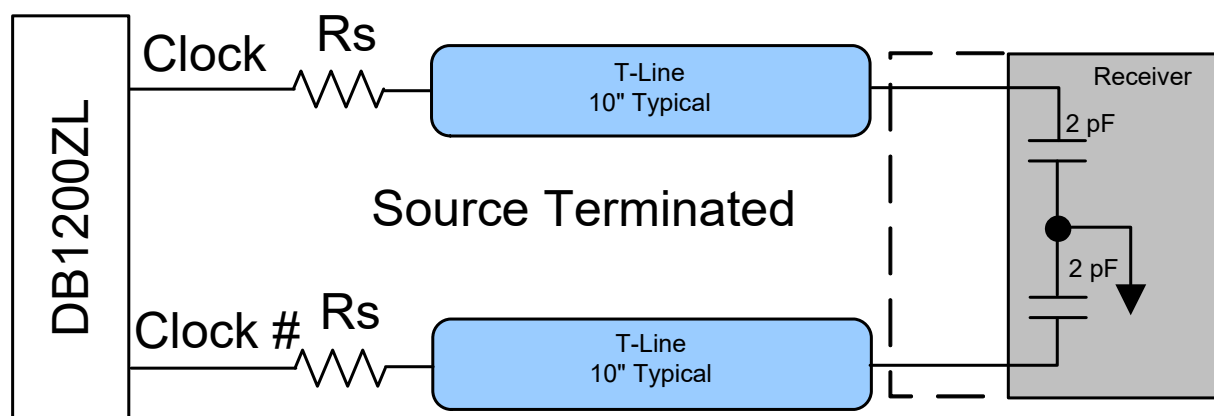 DB1200ZL
Clock
Rs
T-Line
10" Typical
Receiver
2 pF
Source Terminated
2 pF
Clock #
Rs
T-Line
10" Typical